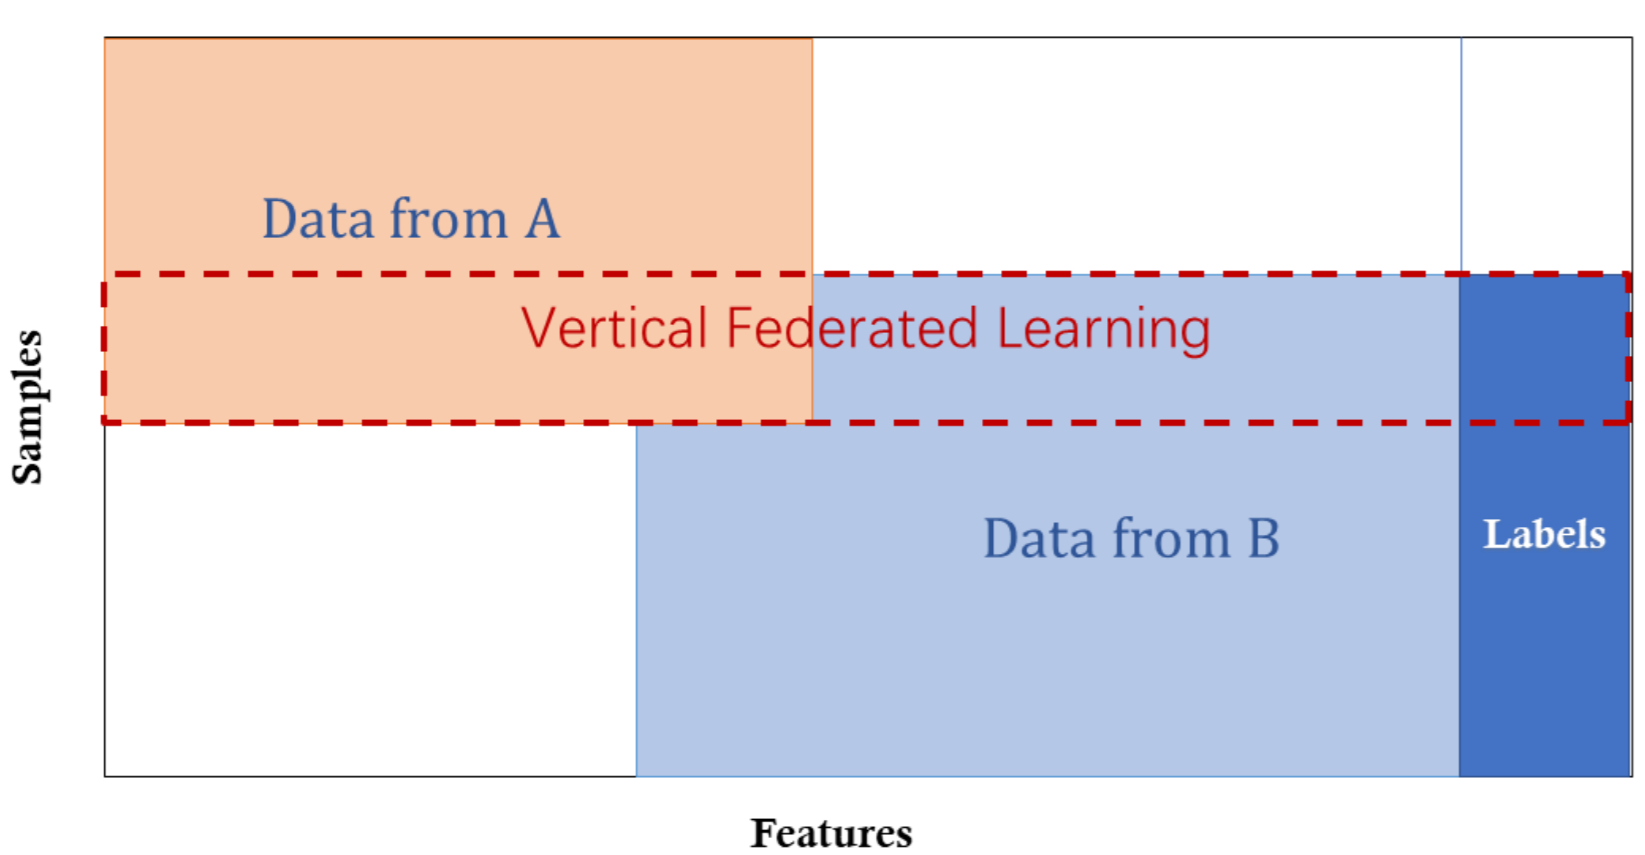 Data from A
Vertical Federated Learning
Samples
Data from B
Labels
Features